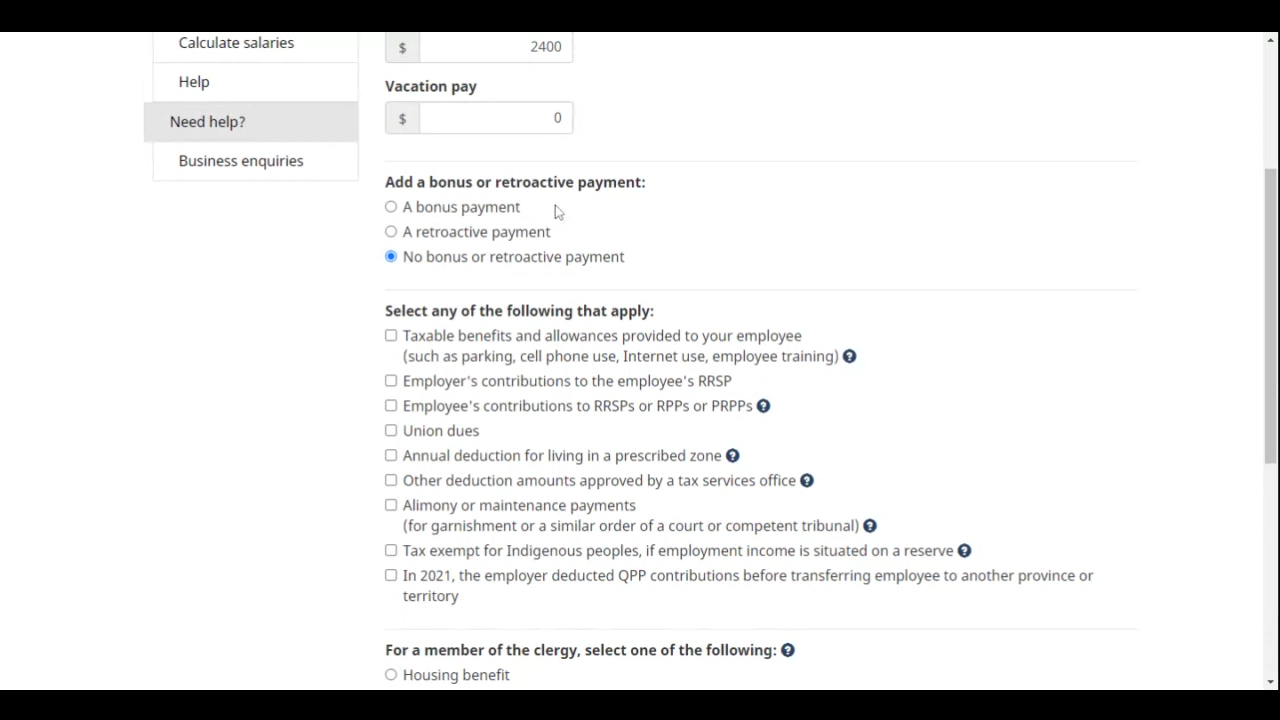 Calculate salaries
Help
Need help?
Business enquiries
$ 2400
Vacation pay
$ 0
Add a bonus or retroactive payment:
A bonus payment
A retroactive payment
No bonus or retroactive payment
Select any of the following that apply:
Taxable benefits and allowances provided to your employee
(such as parking, cell phone use, Internet use, employee training) ?
Employer's contributions to the employee's RRSP
Employee's contributions to RRSPs or RPPs or PRPPs ?
Union dues
Annual deduction for living in a prescribed zone ?
Other deduction amounts approved by a tax services office ?
Alimony or maintenance payments
(for garnishment or a similar order of a court or competent tribunal) ?
Tax exempt for Indigenous peoples, if employment income is situated on a reserve ?
In 2021, the employer deducted QPP contributions before transferring employee to another province or
territory
For a member of the clergy, select one of the following: ?
Housing benefit